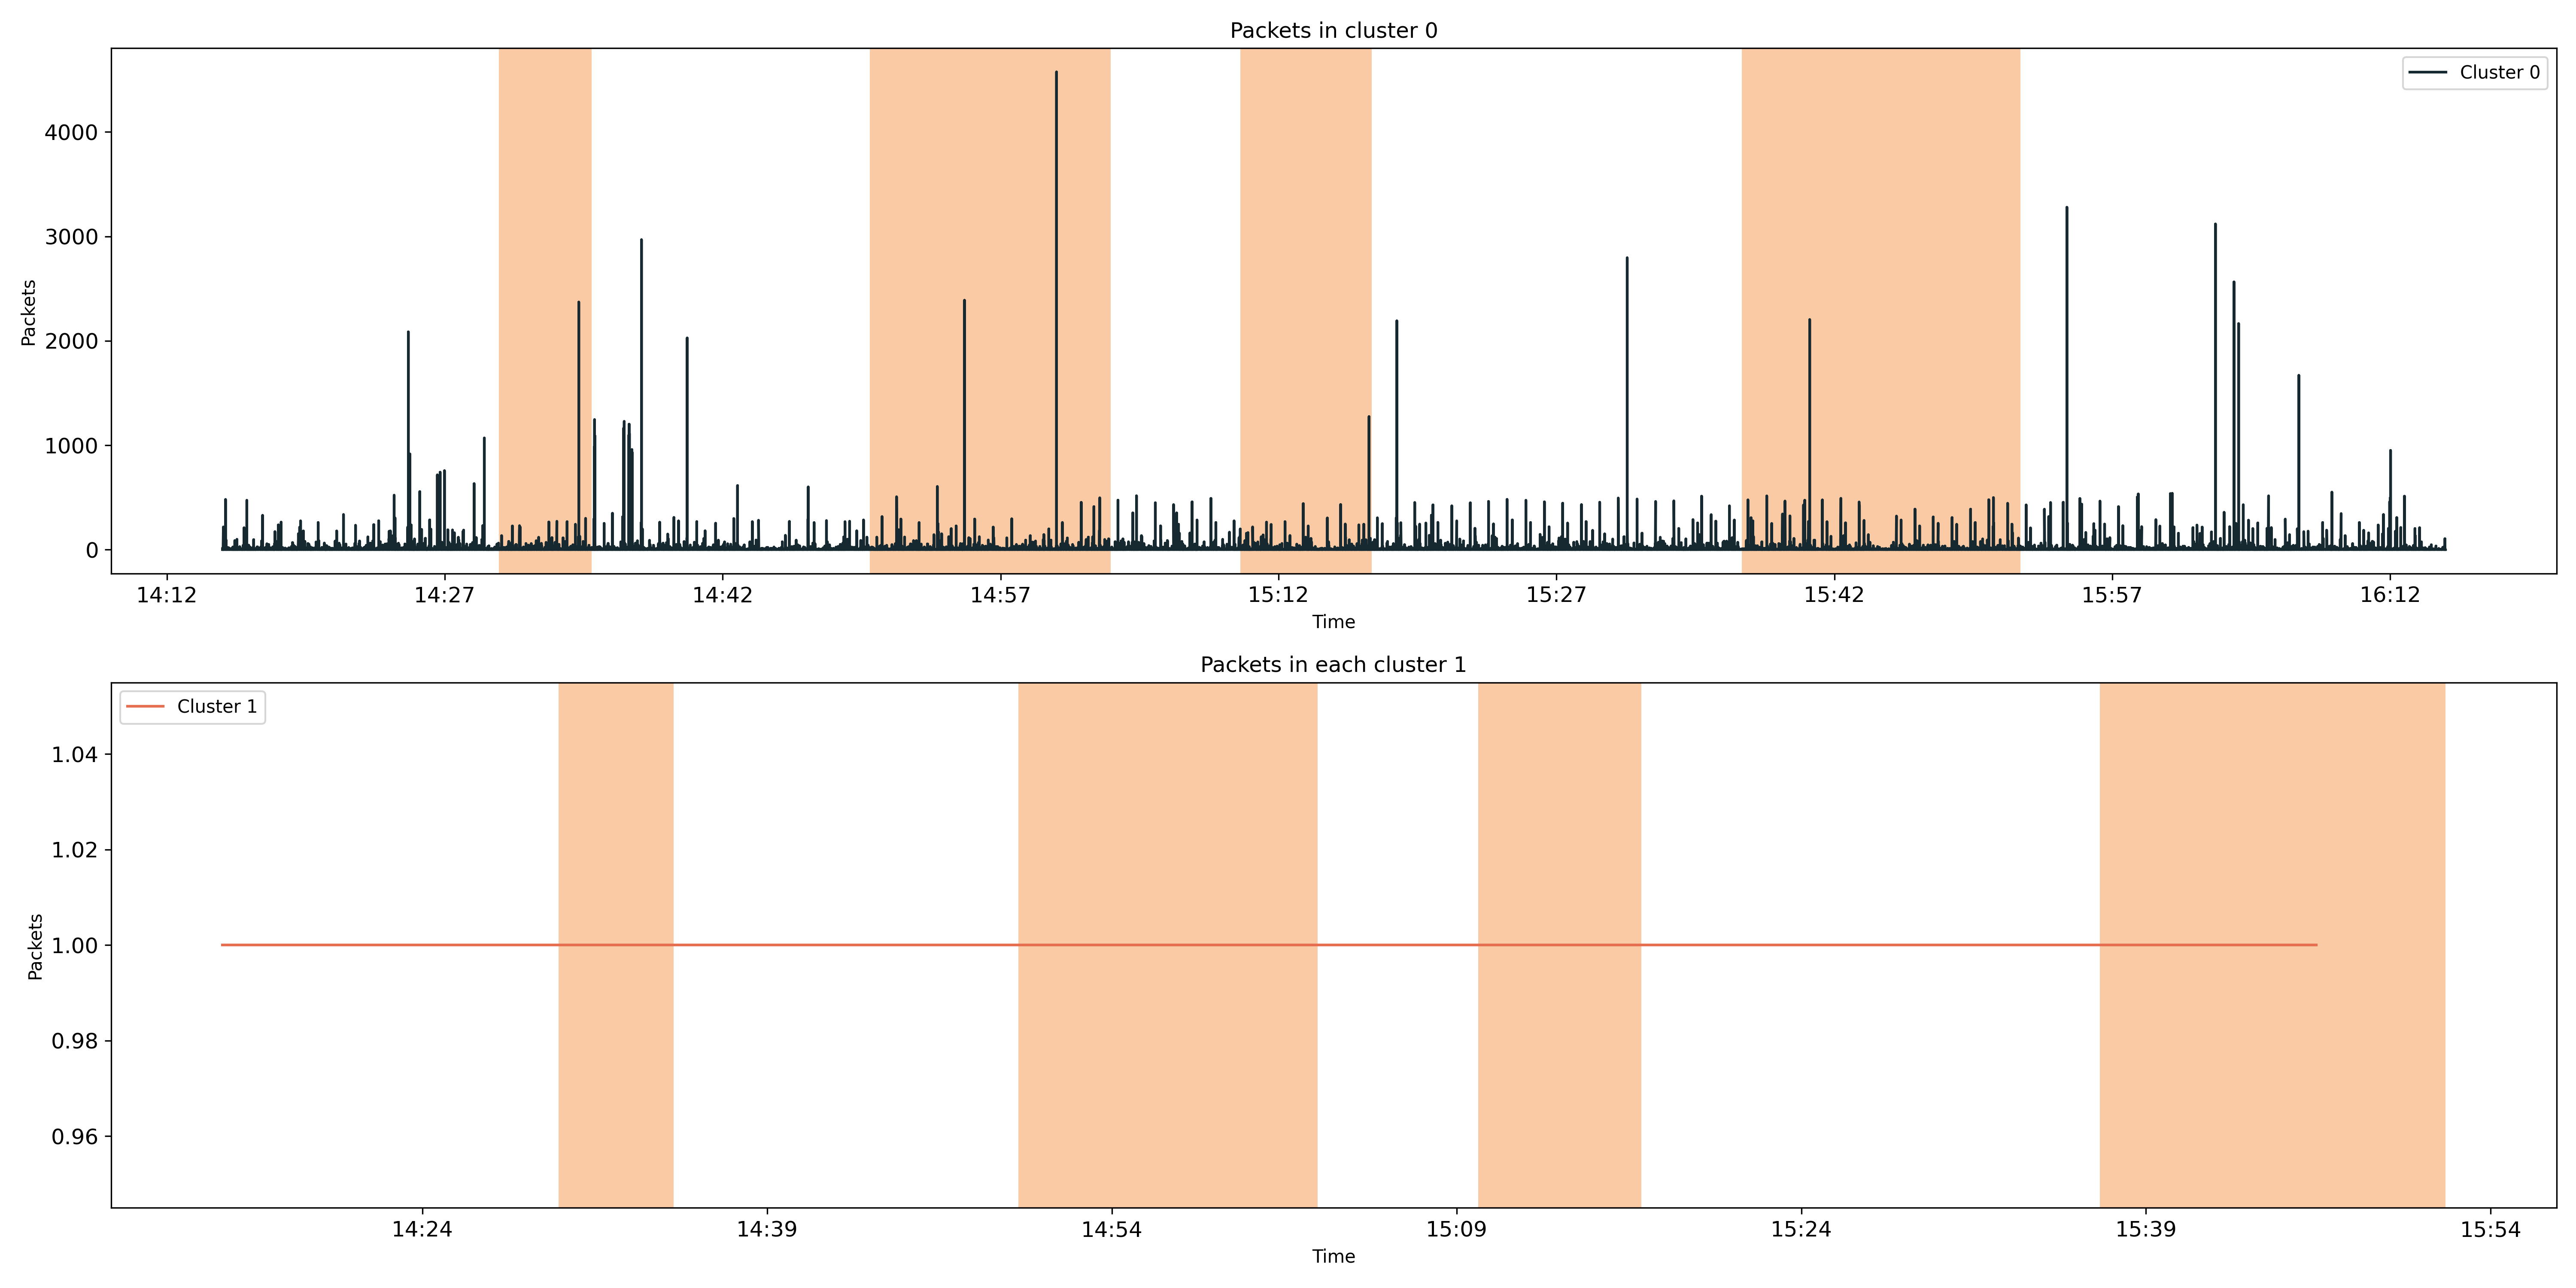 Packets in cluster 0
Cluster 0
4000
3000
2000
1000
0
Packets
14:12 14:27 14:42 14:57 15:12 15:27 15:42 15:57 16:12
Time
Packets in each cluster 1
Cluster 1
1.04
1.02
1.00
0.98
0.96
Packets
14:24 14:39 14:54 15:09 15:24 15:39 15:54
Time